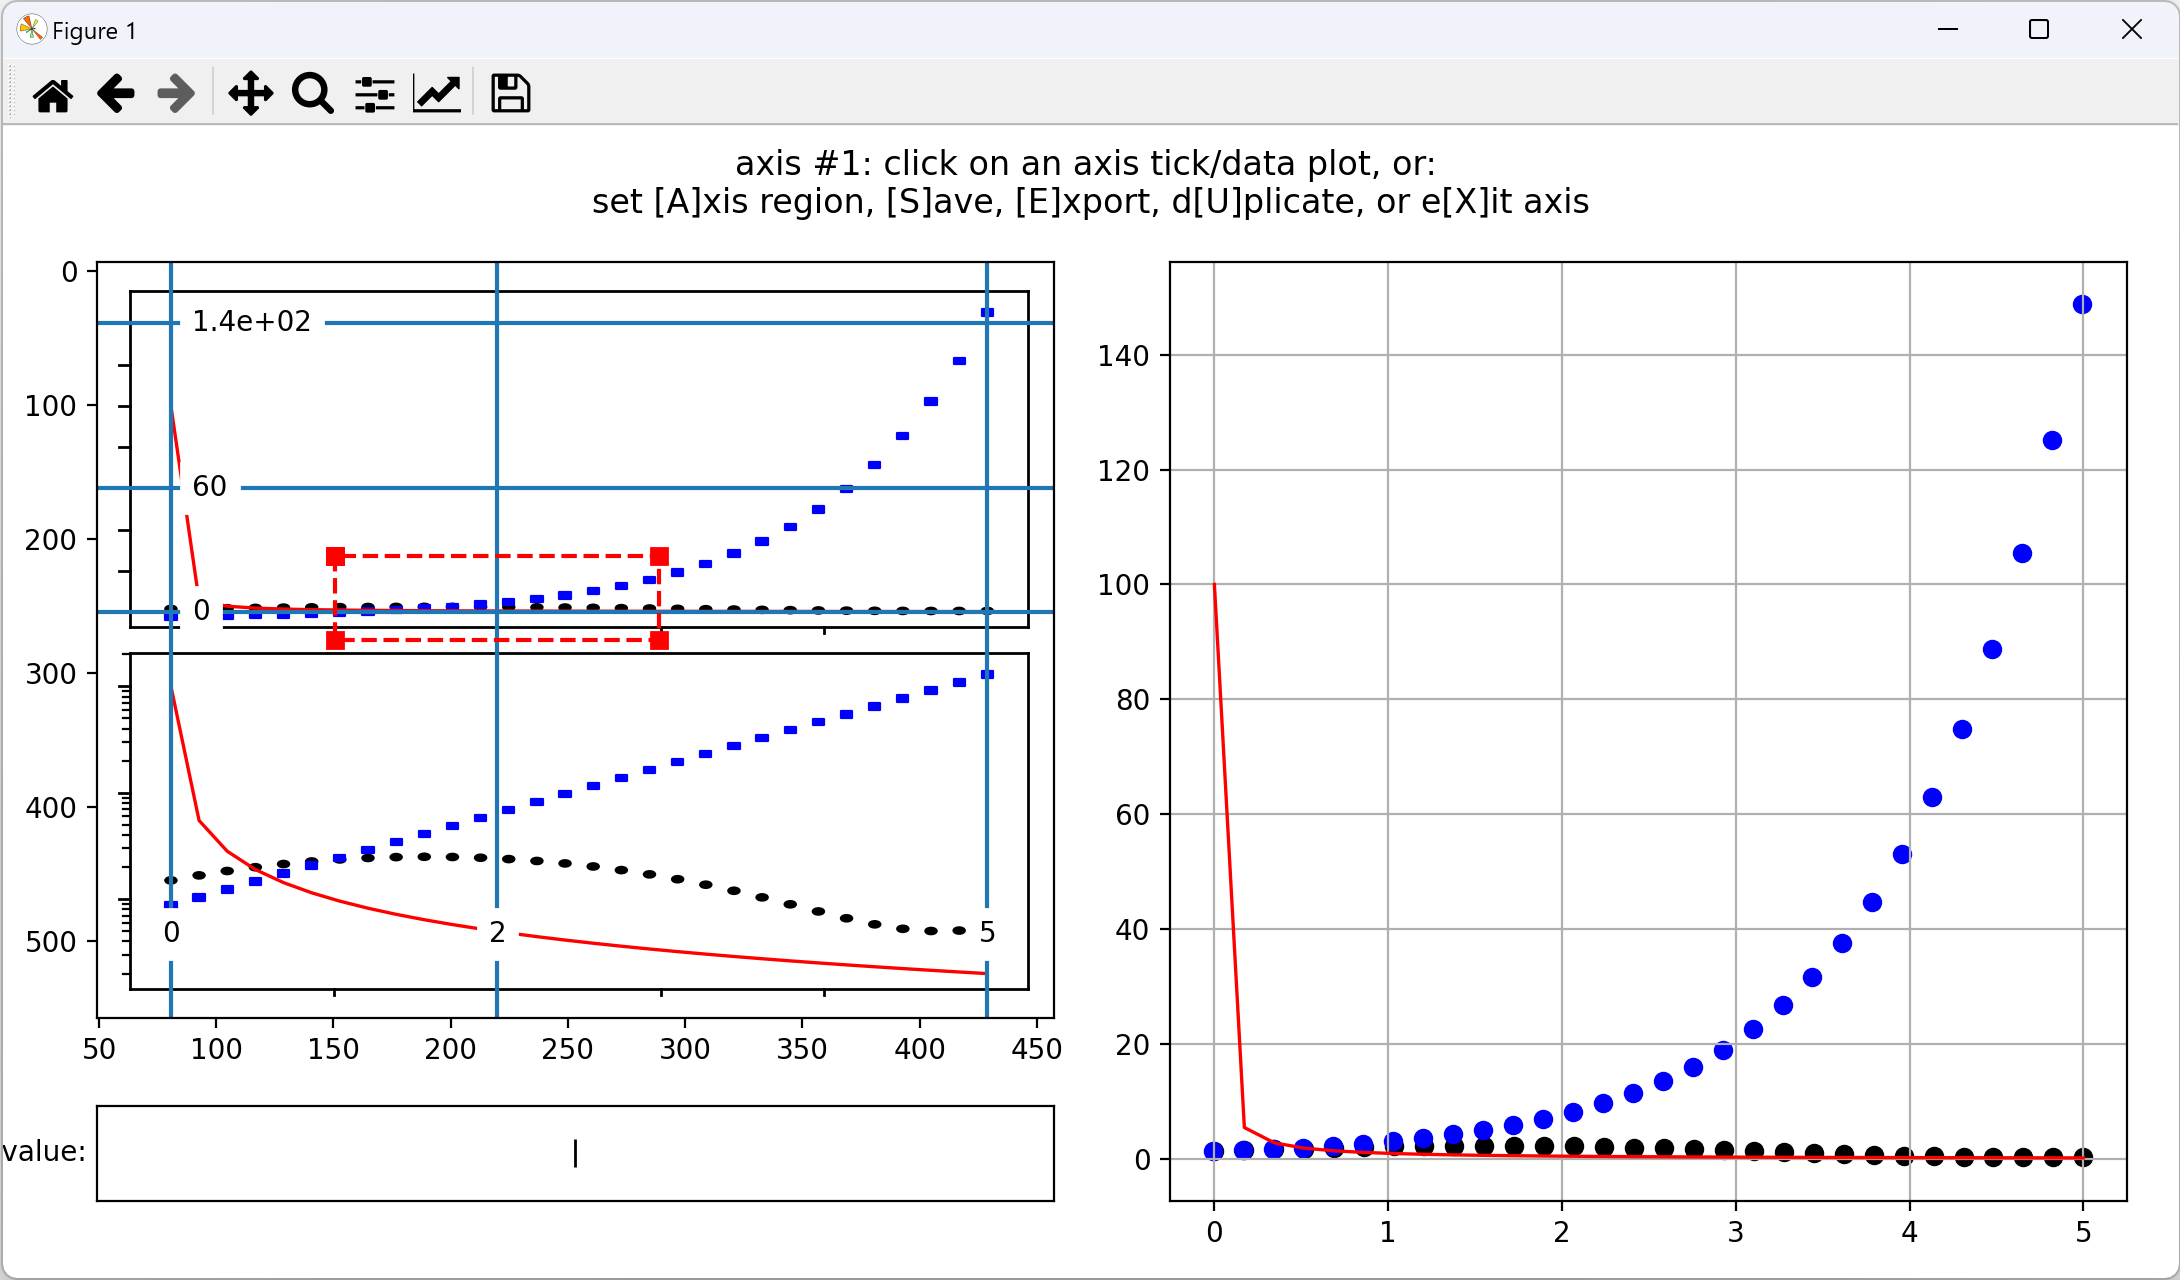 Figure 1
axis #1: click on an axis tick/data plot, or:
set [A]xis region, [S]ave, [E]xport, d[U]plicate, or e[X]it axis
0
100
200
300
400
500
1.4e+02
60
0
0 2 5
50 100 150 200 250 300 350 400 450
value:
140
120
100
80
60
40
20
0
0 1 2 3 4 5